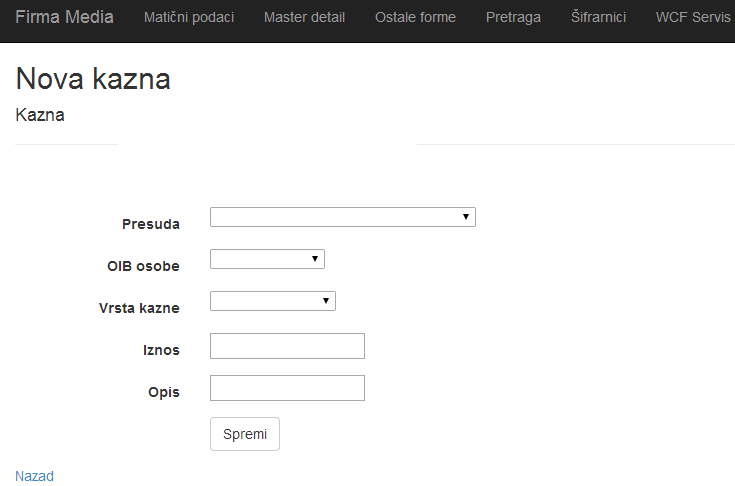 Firma Media Matični podaci Master detail Ostale forme Pretraga Šifrarnici WCF Servis
Nova kazna
Kazna
Presuda
OIB osobe
Vrsta kazne
Iznos
Opis
Spremi
Nazad